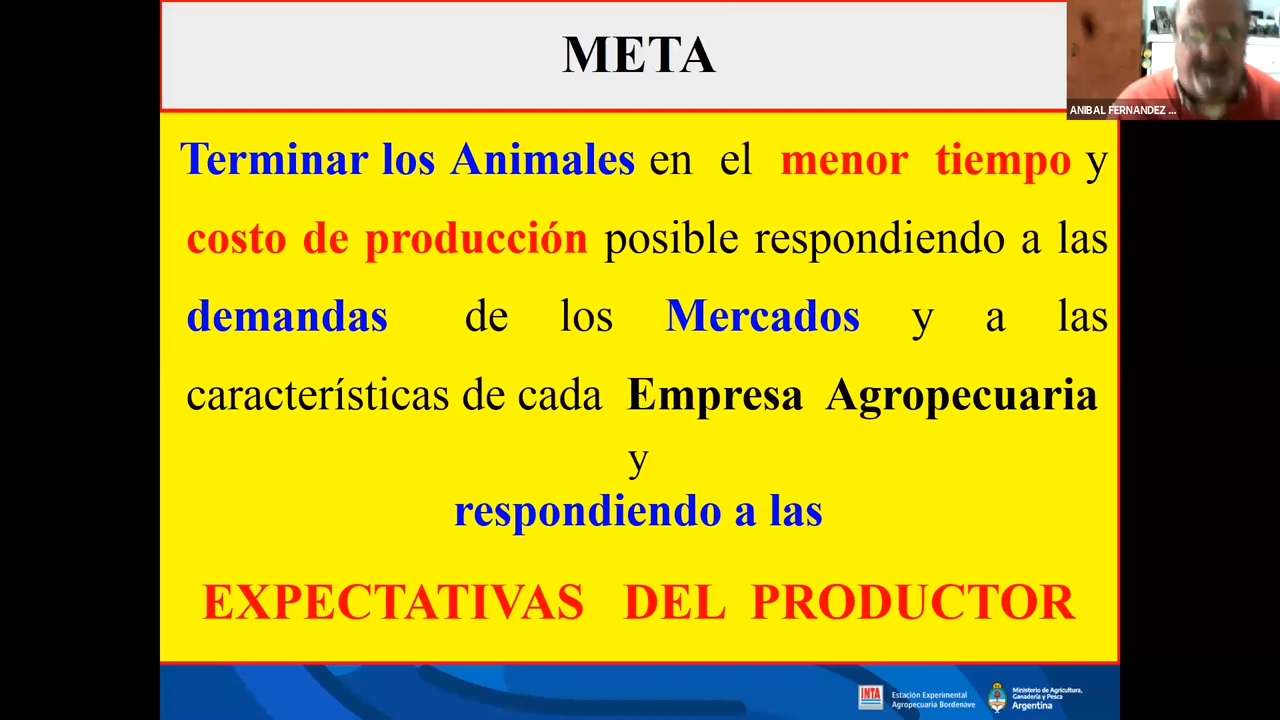 META
ANIBAL FERNANDEZ ...
Terminar los Animales en el menor tiempo y
costo de producción posible respondiendo a las
demandas de los Mercados y a las
características de cada Empresa Agropecuaria
y
respondiendo a las
EXPECTATIVAS DEL PRODUCTOR
INTA
Estación Experimental
Agropecuaria Bordenave
Ministerio de Agricultura,
Ganadería y Pesca
Argentina